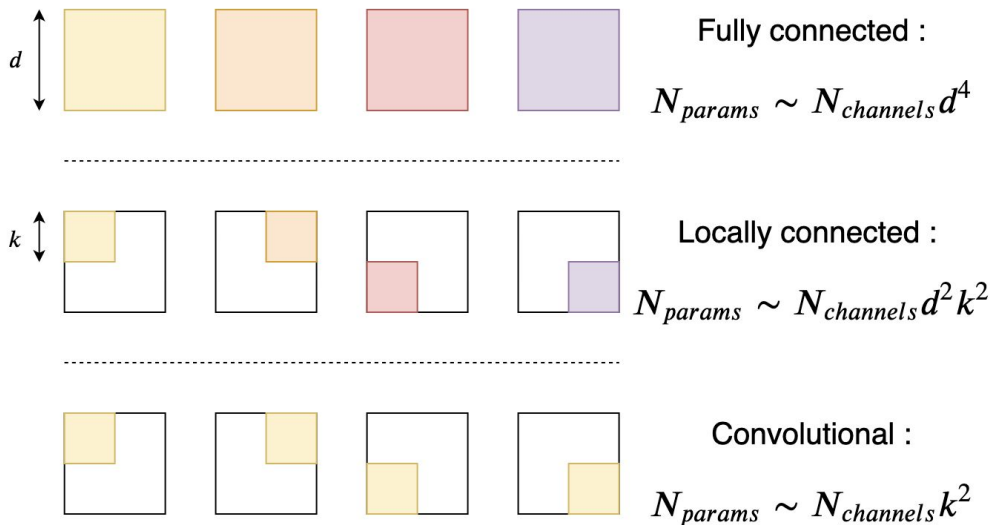 Fully connected :
d
N_params ∼ N_channels d^4
Locally connected :
k
N_params ∼ N_channels d^2 k^2
Convolutional :
N_params ∼ N_channels k^2